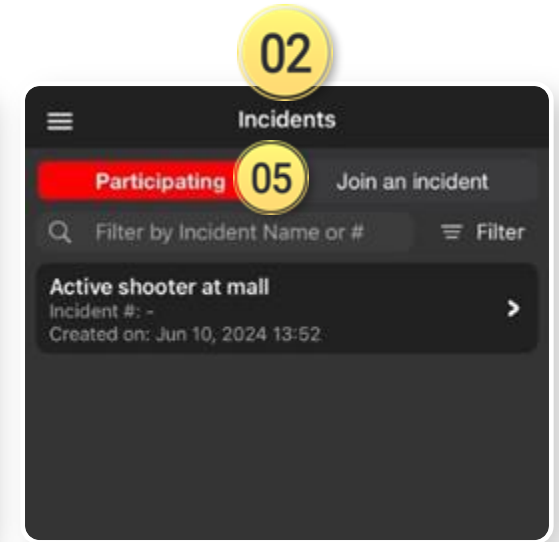 02
Incidents
Participating 05 Join an incident
Filter by Incident Name or # Filter
Active shooter at mall
Incident #: -
Created on: Jun 10, 2024 13:52